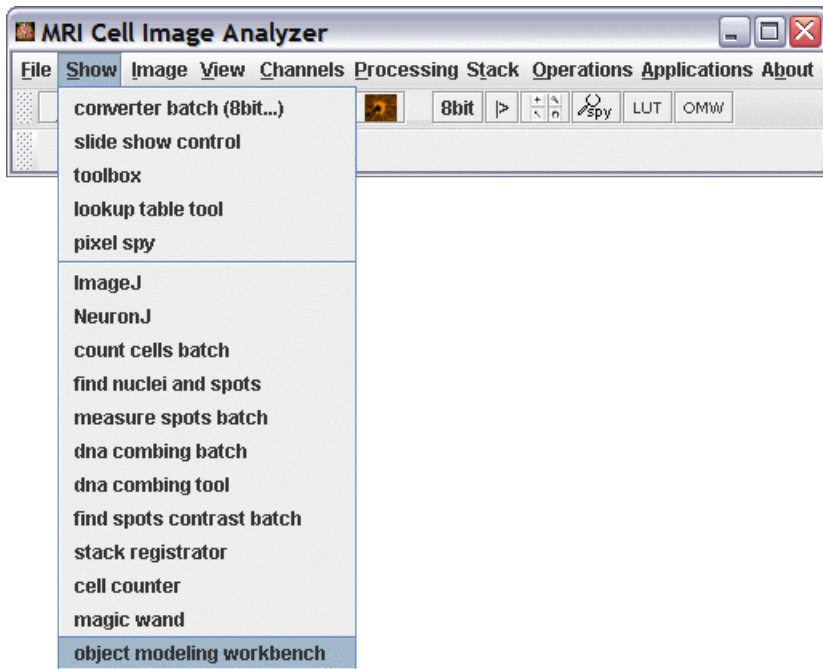 MRI Cell Image Analyzer
File Show Image View Channels Processing Stack Operations Applications About
8bit |> spy LUT OMW
converter batch (8bit...)
slide show control
toolbox
lookup table tool
pixel spy
ImageJ
NeuronJ
count cells batch
find nuclei and spots
measure spots batch
dna combing batch
dna combing tool
find spots contrast batch
stack registrator
cell counter
magic wand
object modeling workbench